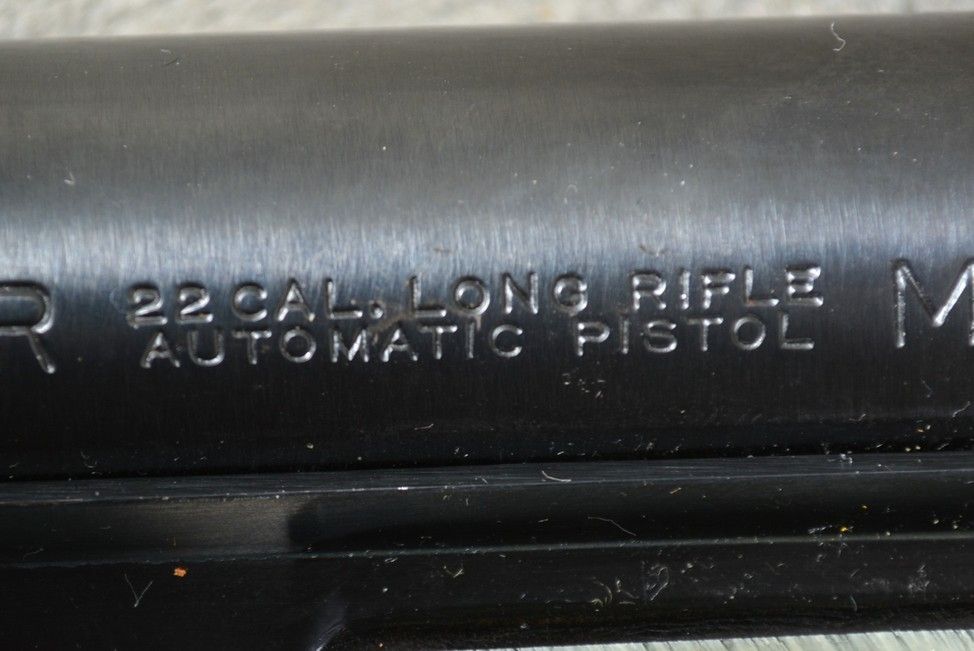 R 22 CAL. LONG RIFLE M
AUTOMATIC PISTOL